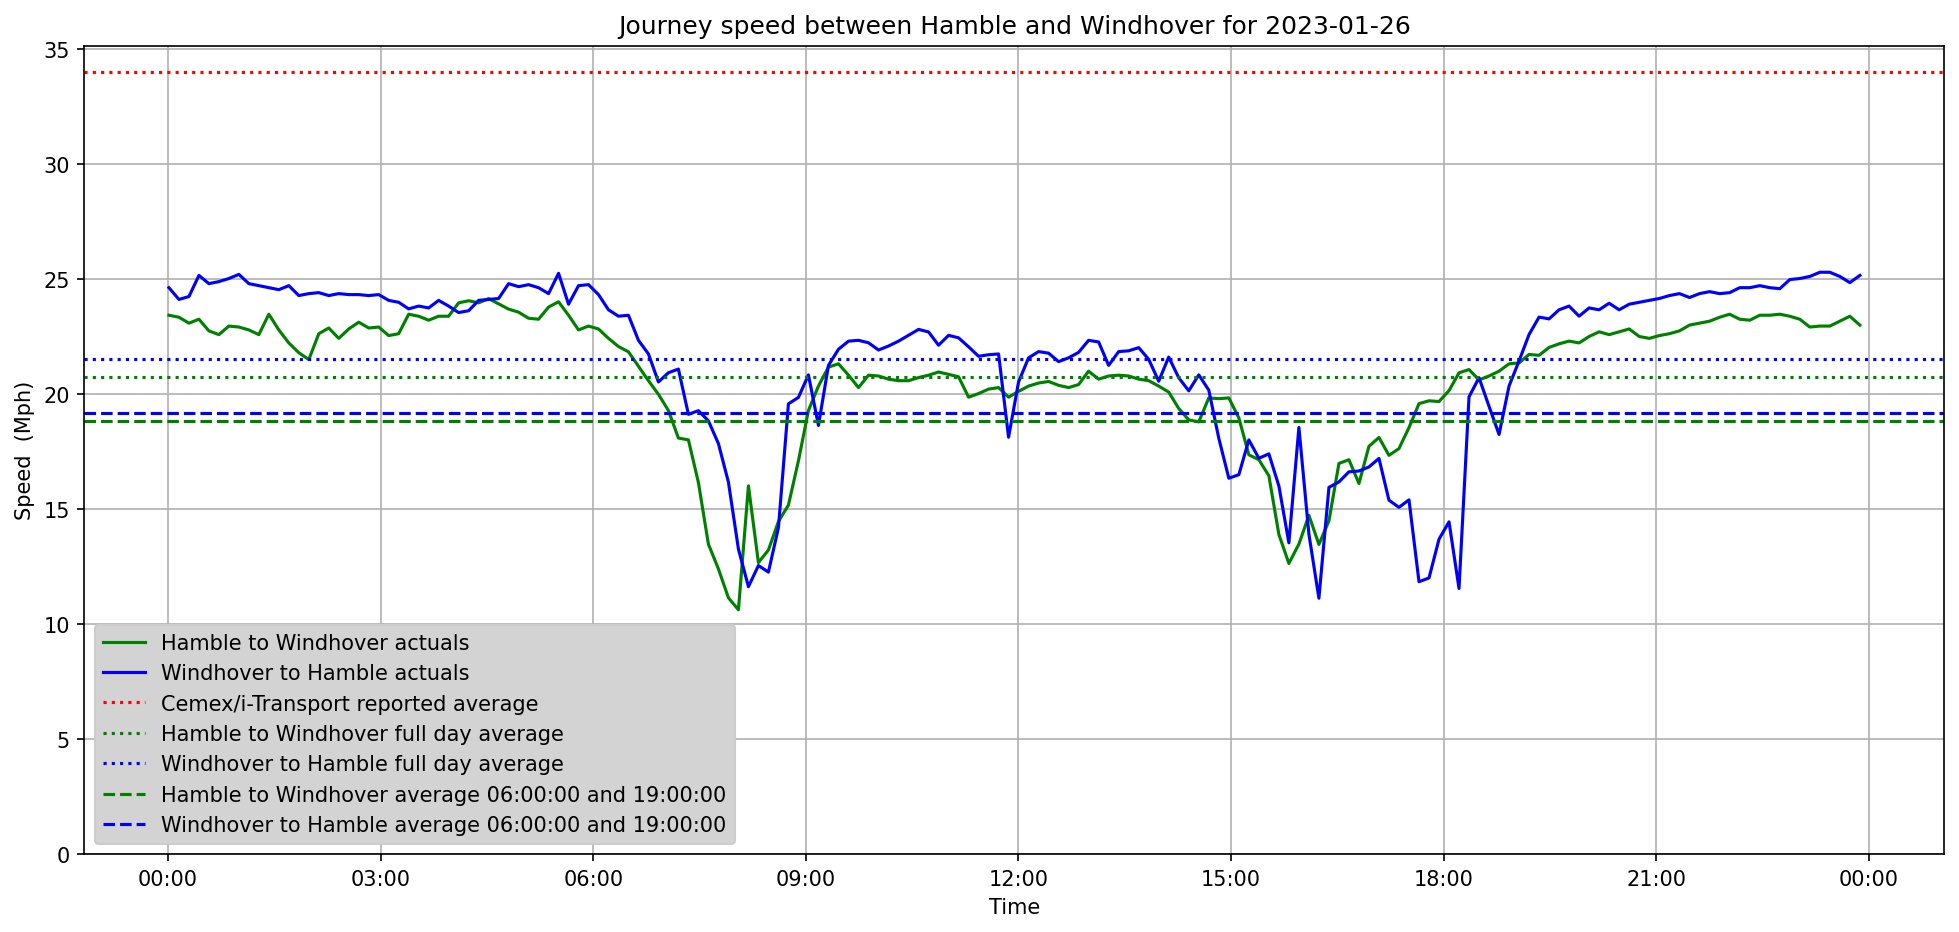 Journey speed between Hamble and Windhover for 2023-01-26
35
30
25
20
15
10
5
0
Speed (Mph)
Hamble to Windhover actuals
Windhover to Hamble actuals
Cemex/i-Transport reported average
Hamble to Windhover full day average
Windhover to Hamble full day average
Hamble to Windhover average 06:00:00 and 19:00:00
Windhover to Hamble average 06:00:00 and 19:00:00
00:00 03:00 06:00 09:00 12:00 15:00 18:00 21:00 00:00
Time